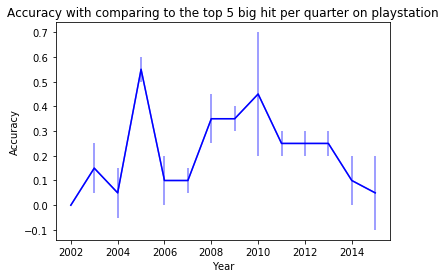 Accuracy with comparing to the top 5 big hit per quarter on playstation
0.7
0.6
0.5
0.4
0.3
0.2
0.1
0.0
−0.1
Accuracy
2002 2004 2006 2008 2010 2012 2014
Year